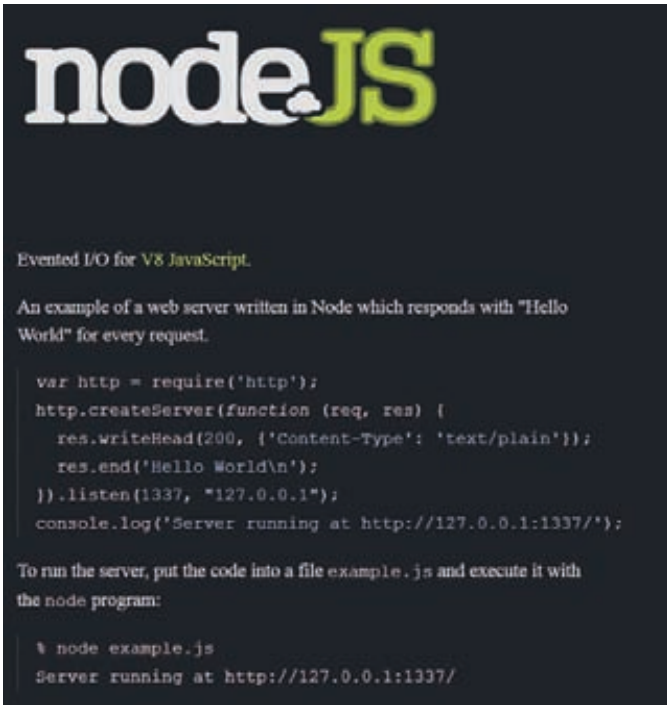 nodeJS
Evented I/O for V8 JavaScript.
An example of a web server written in Node which responds with "Hello
World" for every request.
var http = require('http');
http.createServer(function (req, res) {
  res.writeHead(200, {'Content-Type': 'text/plain'});
  res.end('Hello World\n');
}).listen(1337, "127.0.0.1");
console.log('Server running at http://127.0.0.1:1337/');
To run the server, put the code into a file example.js and execute it with
the node program:
% node example.js
Server running at http://127.0.0.1:1337/